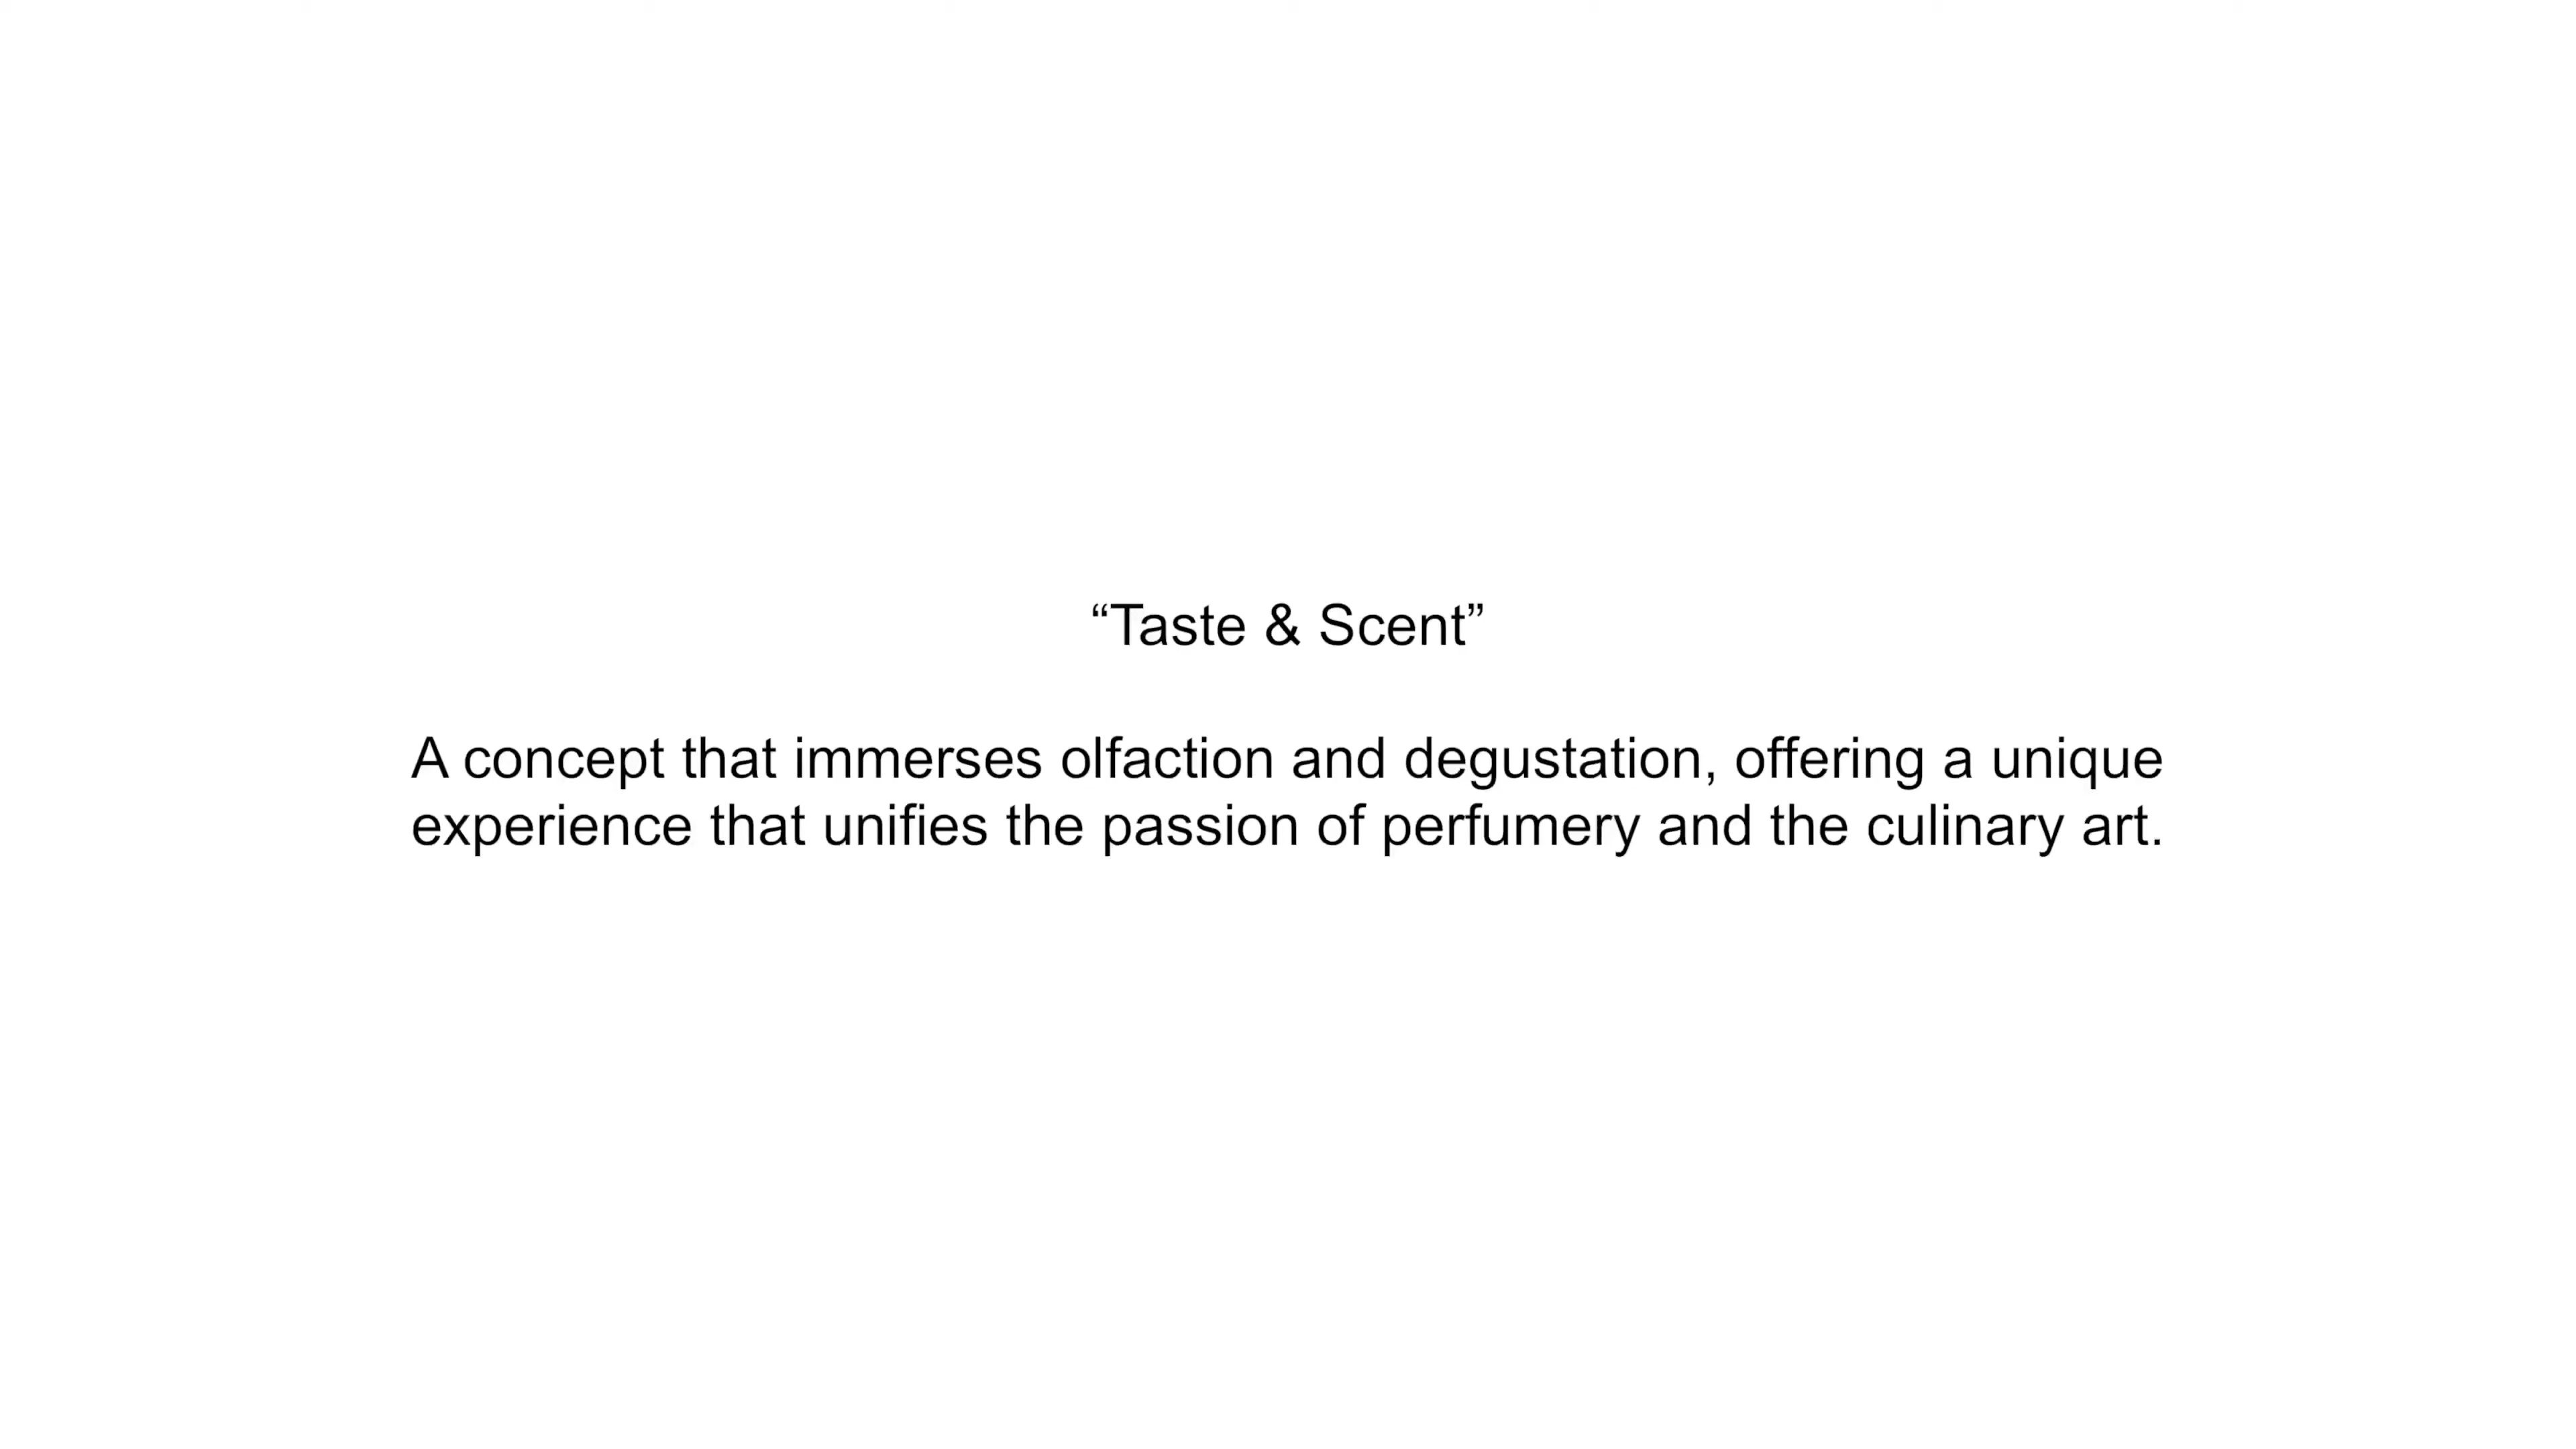 “Taste & Scent”
A concept that immerses olfaction and degustation, offering a unique
experience that unifies the passion of perfumery and the culinary art.